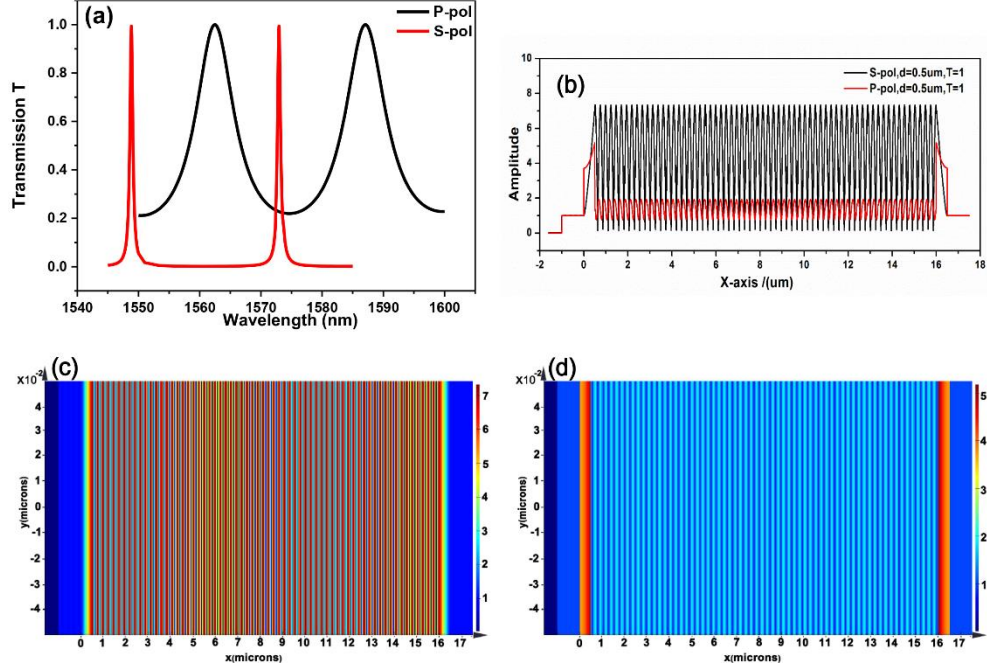 (a)
P-pol
S-pol
Transmission T
1.0
0.8
0.6
0.4
0.2
0.0
1540 1550 1560 1570 1580 1590 1600
Wavelength (nm)
(b)
S-pol,d=0.5um,T=1
P-pol,d=0.5um,T=1
Amplitude
10
8
6
4
2
0
-2 0 2 4 6 8 10 12 14 16 18
X-axis /(um)
(c)
X10⁻²
y(microns)
4
3
2
0
-1
-2
-3
-4
0 1 2 3 4 5 6 7 8 9 10 11 12 13 14 15 16 17
x(microns)
7
6
5
4
3
2
1
(d)
X10⁻²
y(microns)
4
3
2
0
-1
-2
-3
-4
0 1 2 3 4 5 6 7 8 9 10 11 12 13 14 15 16 17
x(microns)
5
4
3
2
1